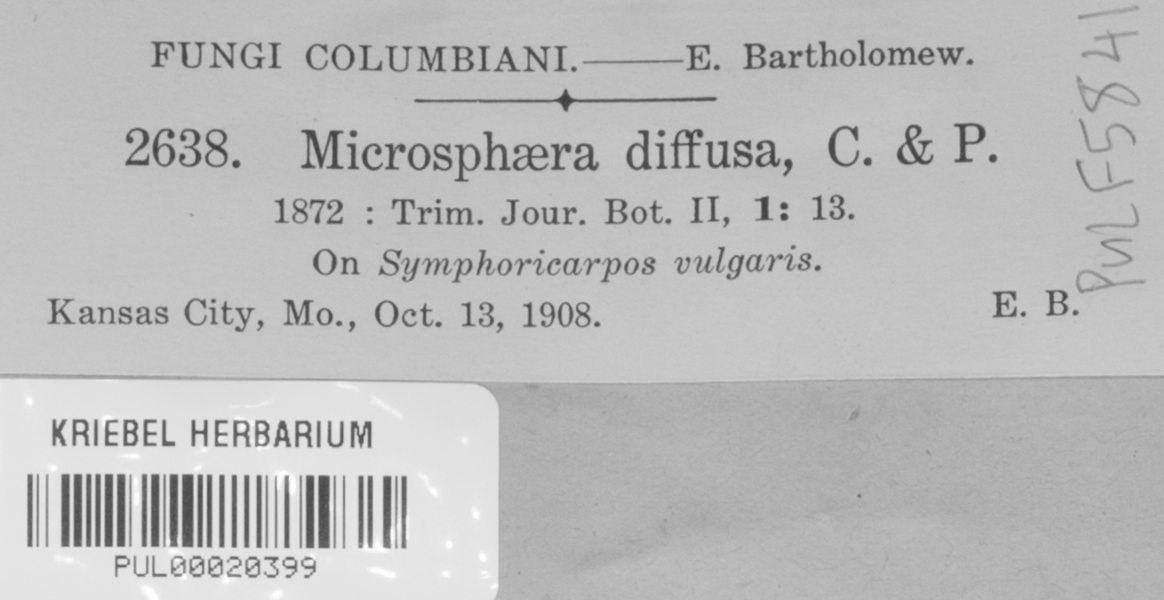 FUNGI COLUMBIANI.——E. Bartholomew.
2638. Microsphæra diffusa, C. & P.
1872 : Trim. Jour. Bot. II, 1: 13.
On Symphoricarpos vulgaris.
Kansas City, Mo., Oct. 13, 1908. E. B.
PUL F5841
KRIEBEL HERBARIUM
PUL00020399